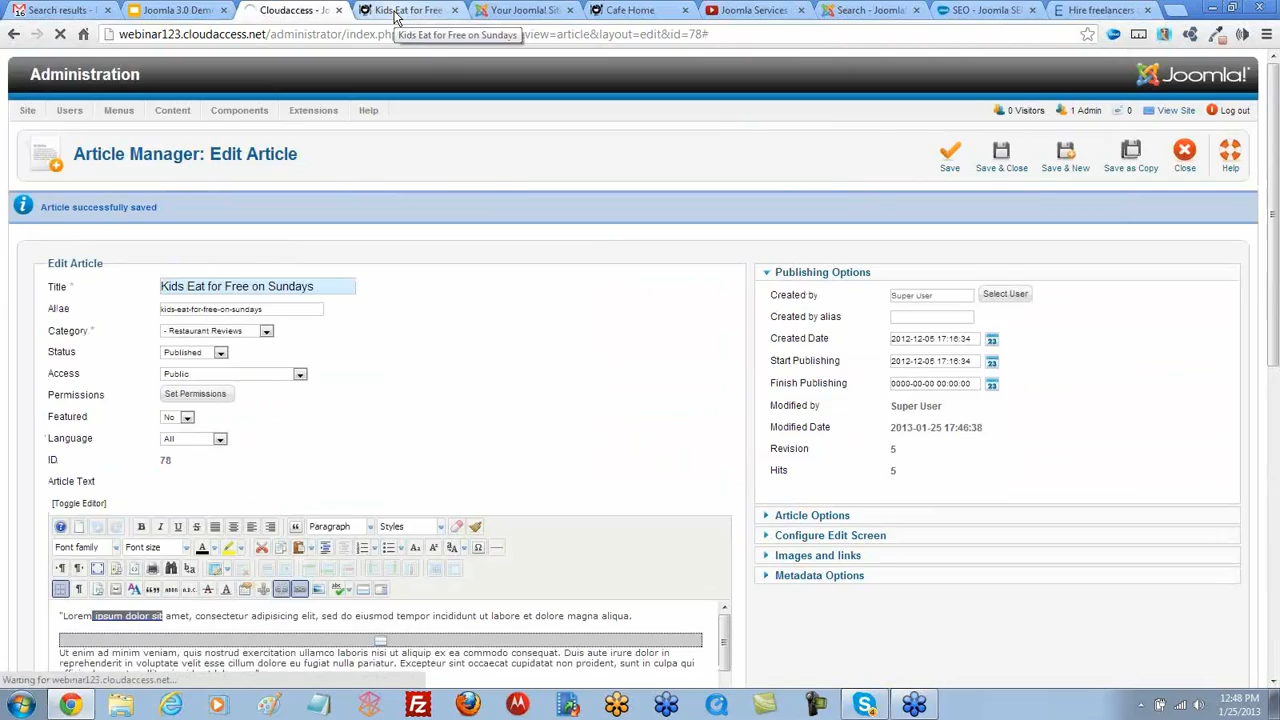 Search results - l
Joomla 3.0 Demo
Cloudaccess - Jo
Kids Eat for Free
Your Joomla! Sit
Cafe Home
Joomla Services
Search - Joomla!
SEO - Joomla SE
Hire freelancers
webinar123.cloudaccess.net/administrator/index.ph
view=article&layout=edit&id=78#
Kids Eat for Free on Sundays
Administration
Joomla!
Site Users Menus Content Components Extensions Help
0 Visitors 1 Admin 0 View Site Log out
Article Manager: Edit Article
Save Save & Close Save & New Save as Copy Close Help
Article successfully saved
Edit Article
Title * Kids Eat for Free on Sundays
Alias kids-eat-for-free-on-sundays
Category * - Restaurant Reviews
Status Published
Access Public
Permissions Set Permissions
Featured No
Language All
ID 78
Article Text
[Toggle Editor]
Paragraph Styles
Font family Font size
"Lorem ipsum dolor sit amet, consectetur adipisicing elit, sed do eiusmod tempor incididunt ut labore et dolore magna aliqua.
Ut enim ad minim veniam, quis nostrud exercitation ullamco laboris nisi ut aliquip ex ea commodo consequat. Duis aute irure dolor in
reprehenderit in voluptate velit esse cillum dolore eu fugiat nulla pariatur. Excepteur sint occaecat cupidatat non proident, sunt in culpa qui
Publishing Options
Created by Super User Select User
Created by alias
Created Date 2012-12-05 17:16:34
Start Publishing 2012-12-05 17:16:34
Finish Publishing 0000-00-00 00:00:00
Modified by Super User
Modified Date 2013-01-25 17:46:38
Revision 5
Hits 5
Article Options
Configure Edit Screen
Images and links
Metadata Options
Waiting for webinar123.cloudaccess.net...
12:48 PM
1/25/2013